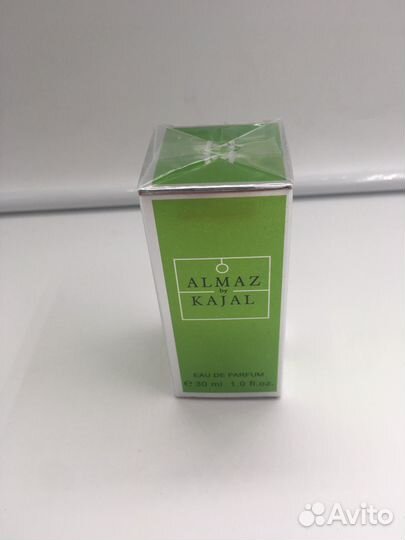 ALMAZ
by
KAJAL
EAU DE PARFUM
℮ 30 ml 1.0 fl.oz.
Avito